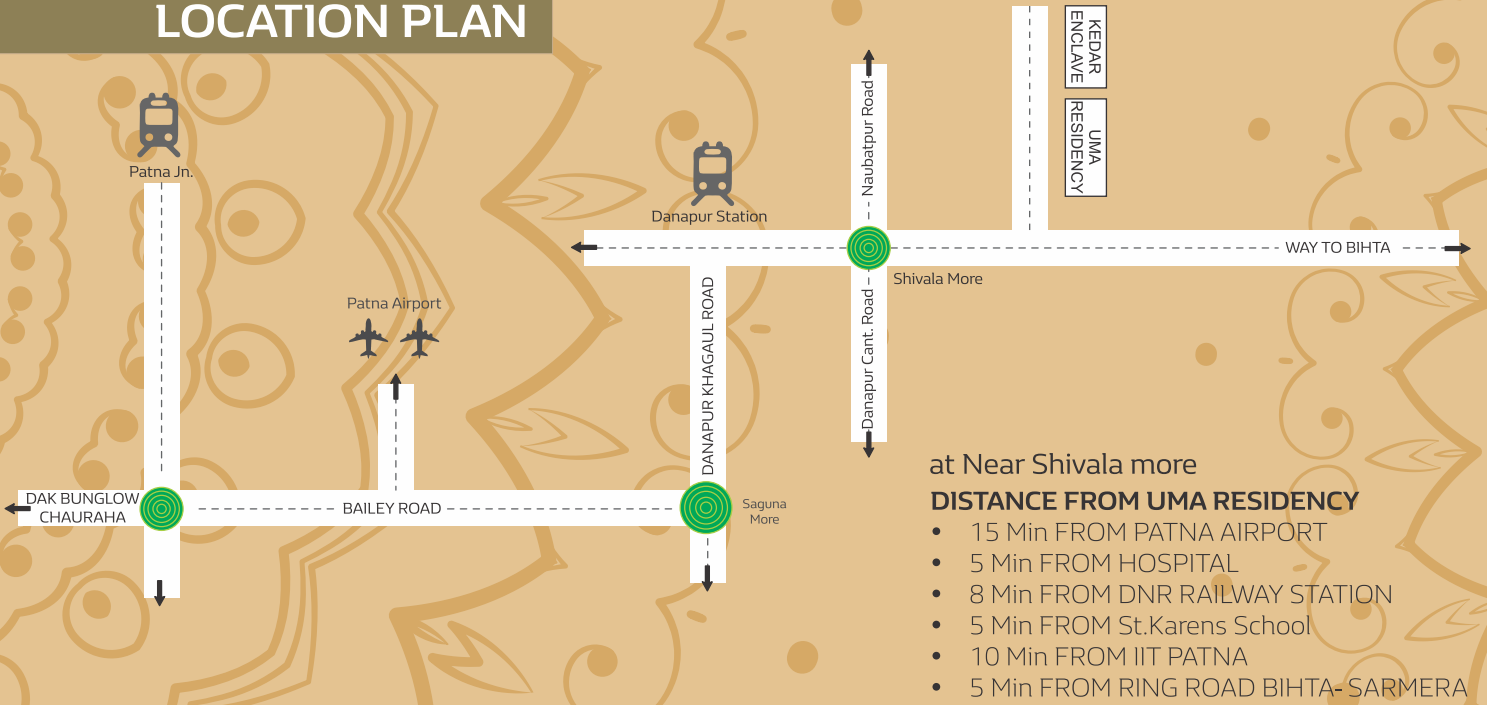 LOCATION PLAN
KEDAR
ENCLAVE
UMA
RESIDENCY
Patna Jn.
Naubatpur Road
Danapur Station
WAY TO BIHTA
Shivala More
Patna Airport
DANAPUR KHAGAUL ROAD
Danapur Cant. Road
DAK BUNGLOW
CHAURAHA
BAILEY ROAD
Saguna
More
at Near Shivala more
DISTANCE FROM UMA RESIDENCY
• 15 Min FROM PATNA AIRPORT
• 5 Min FROM HOSPITAL
• 8 Min FROM DNR RAILWAY STATION
• 5 Min FROM St.Karens School
• 10 Min FROM IIT PATNA
• 5 Min FROM RING ROAD BIHTA- SARMERA